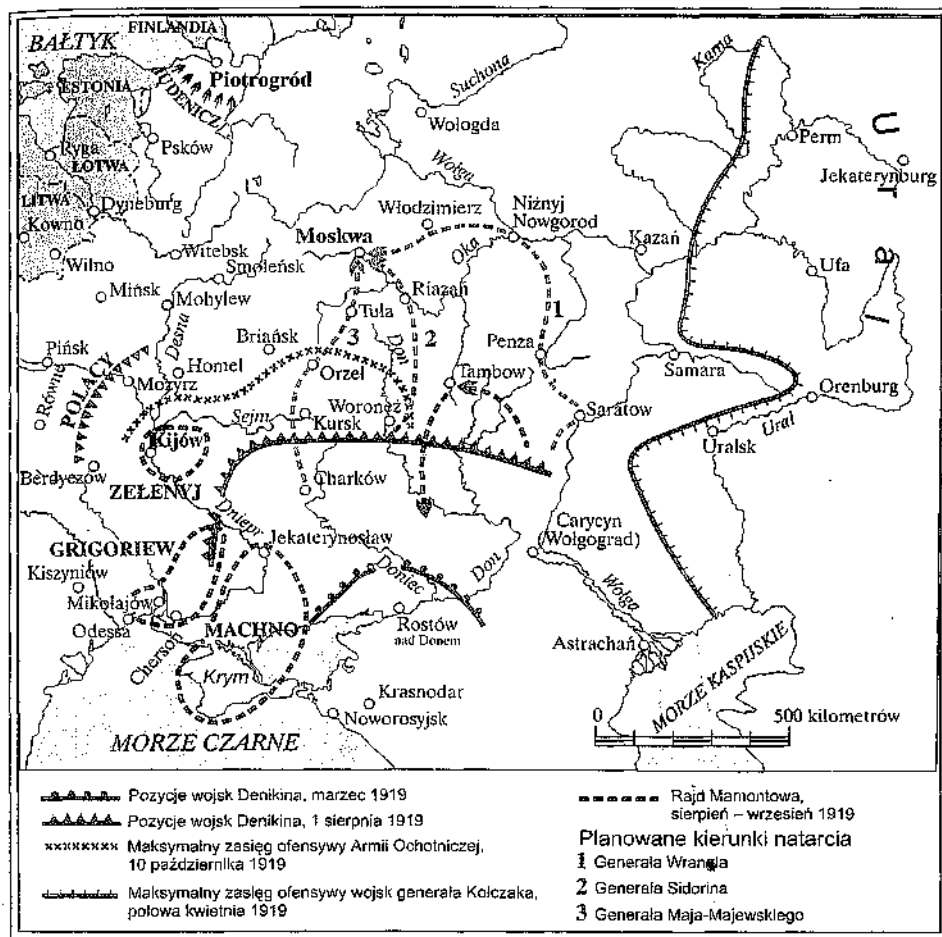 FINLANDIA
BAŁTYK
Piotrogród
ESTONIA
JUDENICZ
Suchona
Kama
Wołogda
Perm
Ural
Jekaterynburg
Psków
Ryga
ŁOTWA
Wołga
LITWA
Dyneburg
Włodzimierz
Niżnyj
Nowgorod
Kowno
Moskwa
Oka
Kazań
Wilno
Witebsk
Smoleńsk
Ufa
Riazań
Mińsk
Mohylew
Tuła
1
Desna
Briańsk
3
Don
2
Penza
Pińsk
Homel
Orzeł
Tambow
Samara
Równe
POLACY
Mozyrz
Orenburg
Sejm
Woroneż
Saratow
Kursk
Kijów
Uralsk
Ural
Berdyczów
ZEŁENYJ
Charków
Dniepr
Carycyn
(Wołgograd)
GRIGORIEW
Jekaterynosław
Don
Kiszyniów
Doniec
Wołga
Mikołajów
Rostów
nad Donem
Odessa
MACHNO
Astrachań
Cherson
Krym
Krasnodar
MORZE KASPIJSKIE
Noworosyjsk
0
500 kilometrów
MORZE CZARNE
Pozycje wojsk Denikina, marzec 1919
Pozycje wojsk Denikina, 1 sierpnia 1919
Maksymalny zasięg ofensywy Armii Ochotniczej,
10 października 1919
Maksymalny zasięg ofensywy wojsk generała Kołczaka,
połowa kwietnia 1919
Rajd Mamontowa,
sierpień – wrzesień 1919
Planowane kierunki natarcia
1 Generała Wrangla
2 Generała Sidorina
3 Generała Maja-Majewskiego